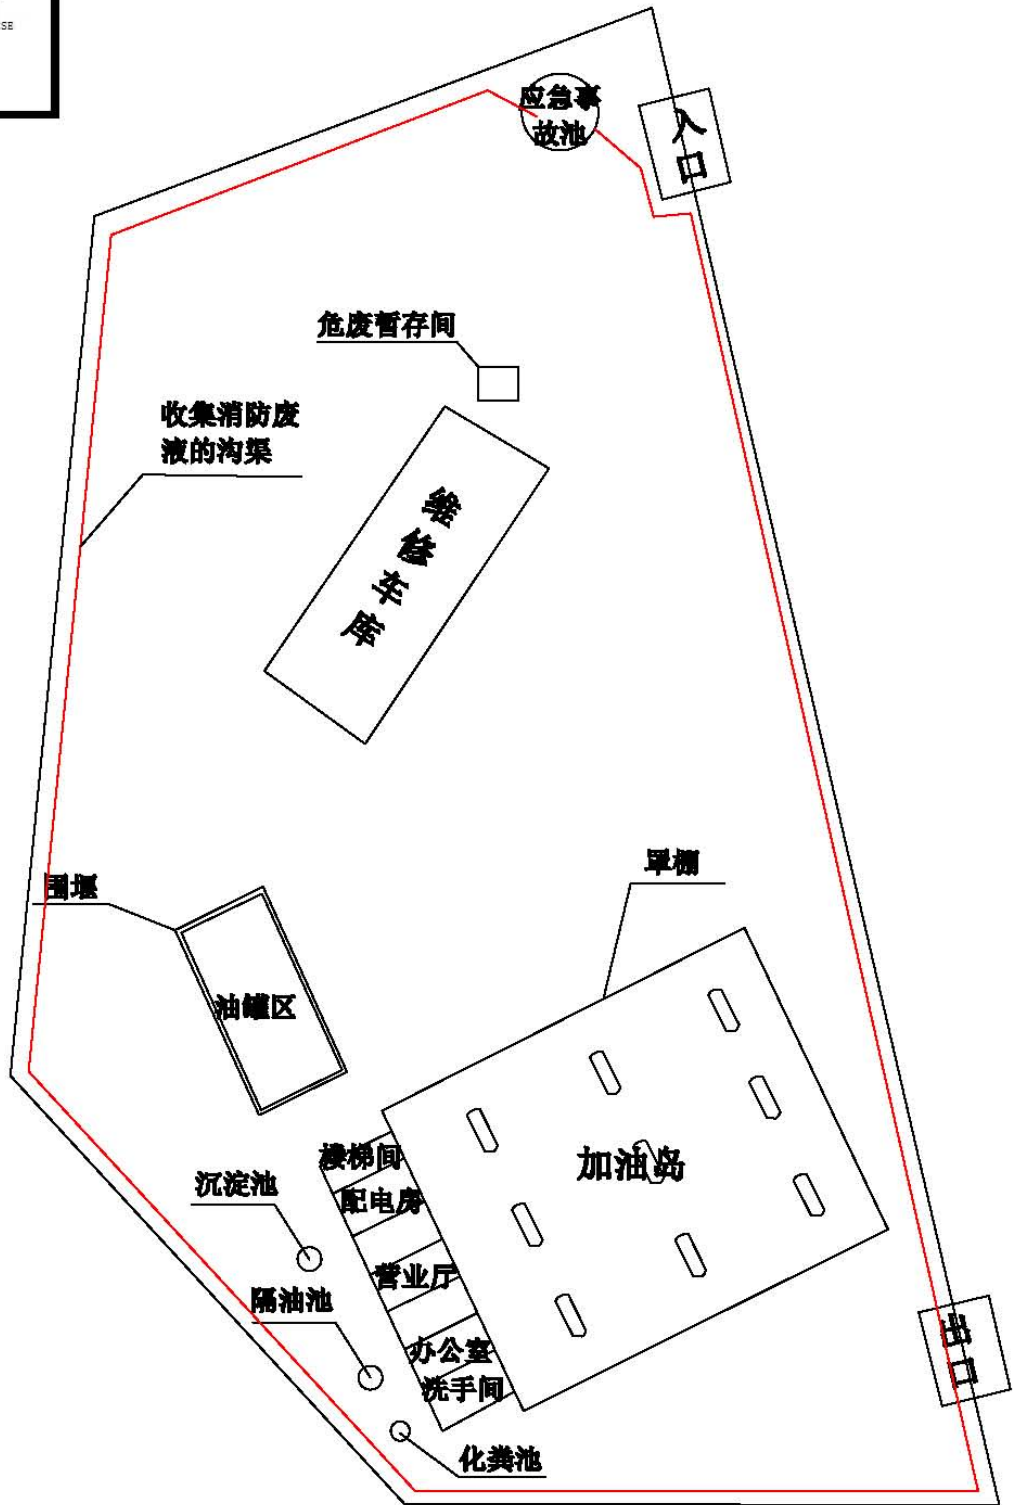 SE
应急事
故池
入
口
危废暂存间
收集消防废
液的沟渠
维
修
车
库
围堰
罩棚
油罐区
楼梯间
加油岛
沉淀池
配电房
营业厅
隔油池
出
口
办公室
洗手间
化粪池